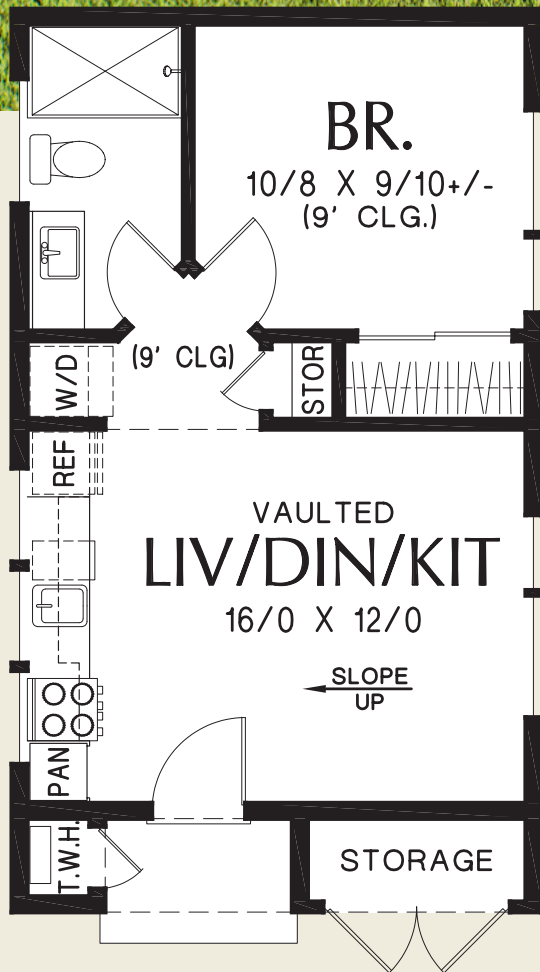 BR.
10/8 X 9/10+/-
(9' CLG.)
(9' CLG)
W/D
STOR
REF
VAULTED
LIV/DIN/KIT
16/0 X 12/0
SLOPE
UP
PAN
T.W.H.
STORAGE